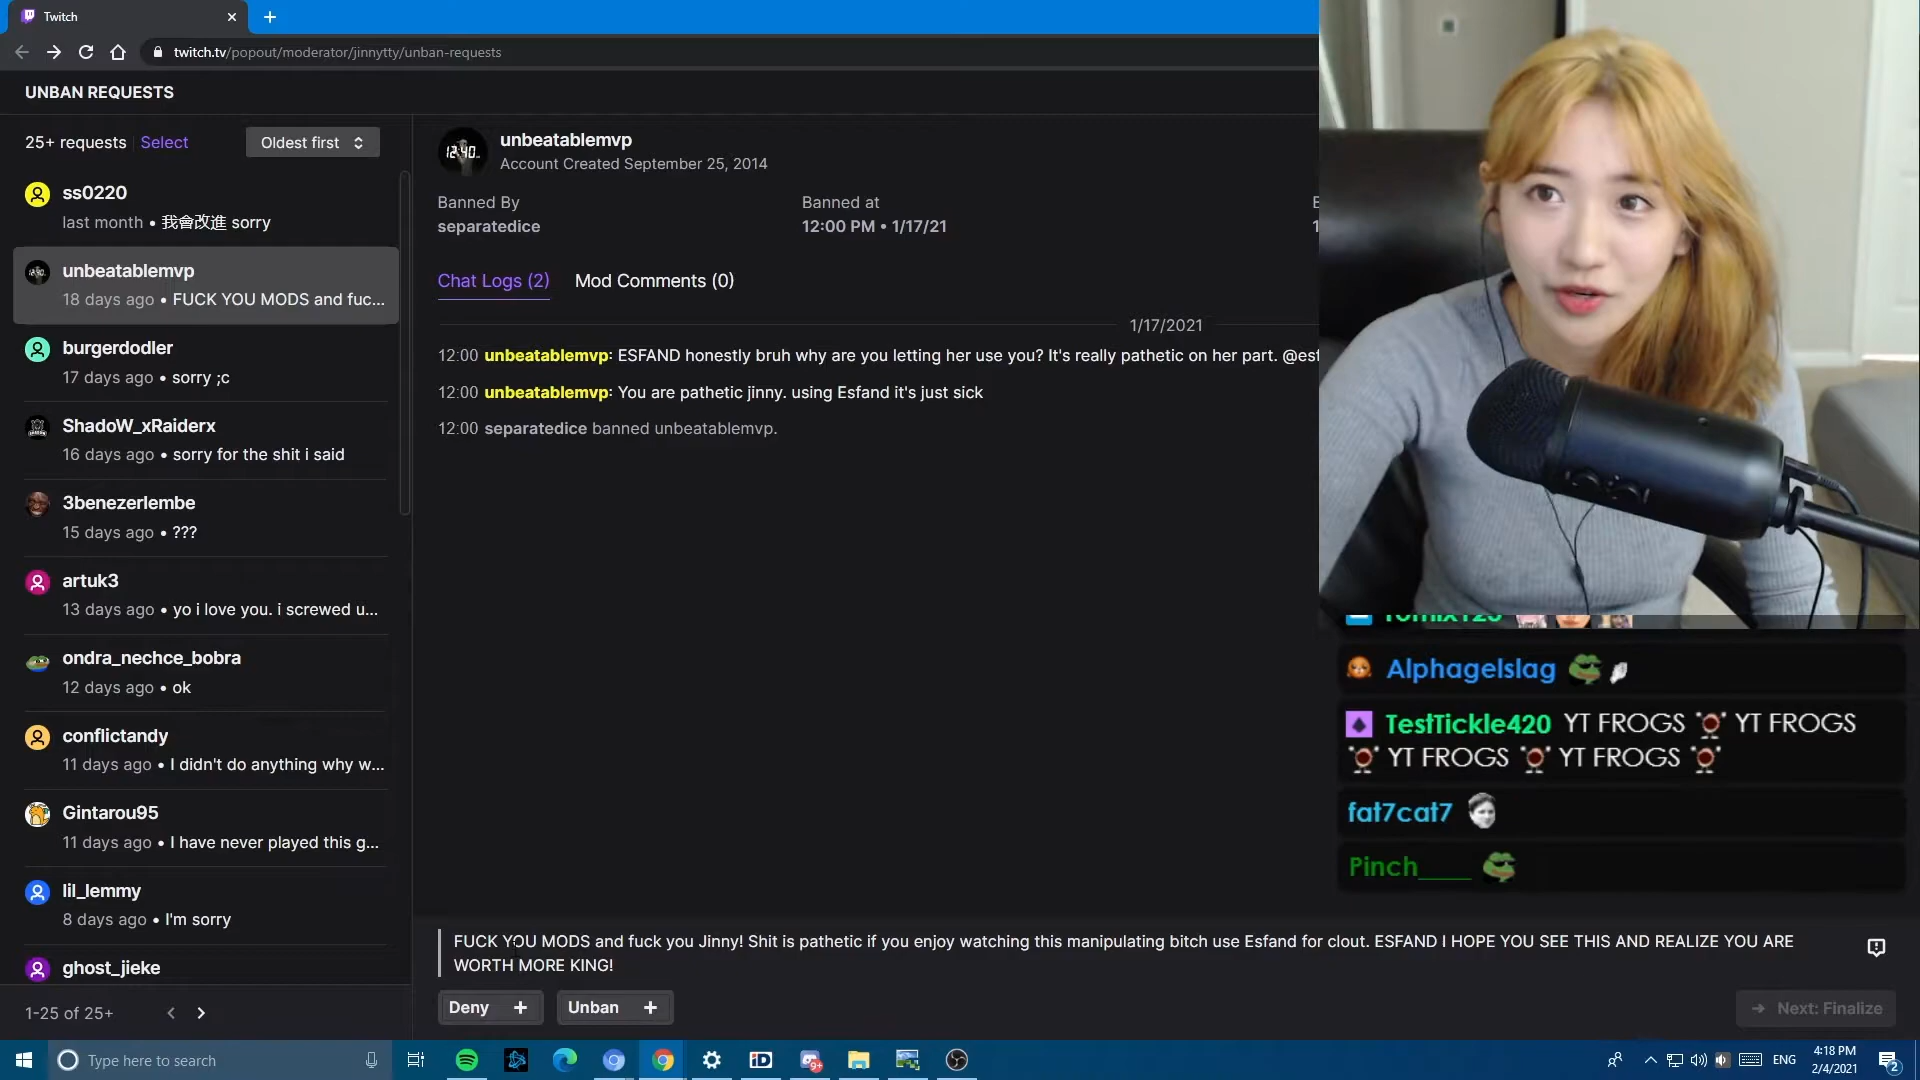 Twitch
twitch.tv/popout/moderator/jinnytty/unban-requests
UNBAN REQUESTS
25+ requests Select Oldest first
ss0220
last month • 我會改進 sorry
unbeatablemvp
18 days ago • FUCK YOU MODS and fuc...
burgerdodler
17 days ago • sorry ;c
ShadoW_xRaiderx
16 days ago • sorry for the shit i said
3benezerlembe
15 days ago • ???
artuk3
13 days ago • yo i love you. i screwed u...
ondra_nechce_bobra
12 days ago • ok
conflictandy
11 days ago • I didn't do anything why w...
Gintarou95
11 days ago • I have never played this g...
lil_lemmy
8 days ago • I'm sorry
ghost_jieke
1-25 of 25+
12:40
unbeatablemvp
Account Created September 25, 2014
Banned By
separatedice
Banned at
12:00 PM • 1/17/21
Chat Logs (2) Mod Comments (0)
1/17/2021
12:00 unbeatablemvp: ESFAND honestly bruh why are you letting her use you? It's really pathetic on her part. @esf
12:00 unbeatablemvp: You are pathetic jinny. using Esfand it's just sick
12:00 separatedice banned unbeatablemvp.
AlphageIslag
TestTickle420 YT FROGS YT FROGS
YT FROGS YT FROGS
fat7cat7
Pinch____
FUCK YOU MODS and fuck you Jinny! Shit is pathetic if you enjoy watching this manipulating bitch use Esfand for clout. ESFAND I HOPE YOU SEE THIS AND REALIZE YOU ARE
WORTH MORE KING!
Deny + Unban +
Next: Finalize
Type here to search
iD
9+
ENG
4:18 PM
2/4/2021
2